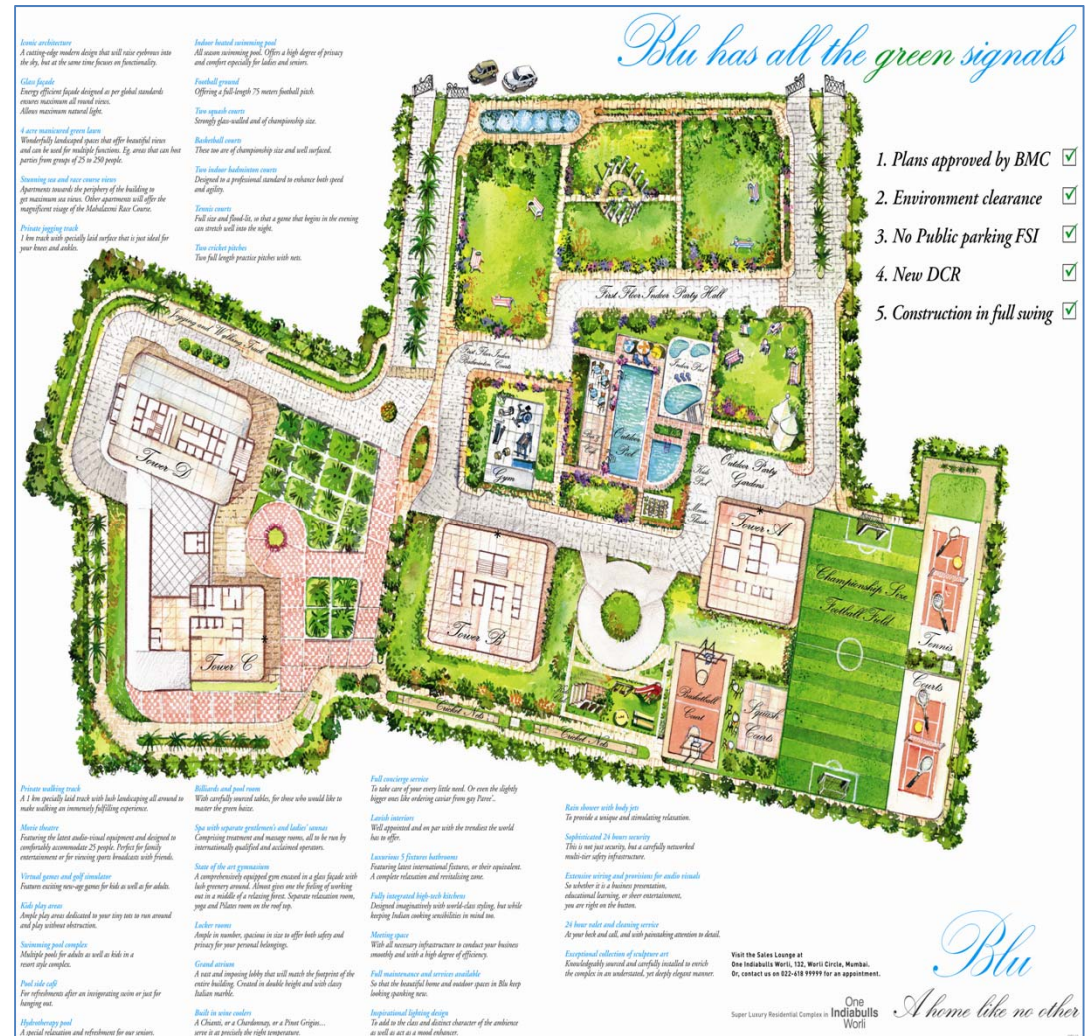 Blu has all the green signals
Iconic architecture
A cutting-edge modern design that will raise eyebrows into
the sky, but at the same time focuses on functionality.
Glass façade
Energy efficient façade designed as per global standards
ensures maximum all round views.
Allows maximum natural light.
4 acre manicured green lawn
Wonderfully landscaped spaces that offer beautiful views
and can be used for multiple functions. Eg. areas that can host
parties from groups of 25 to 250 people.
Stunning sea and race course views
Apartments towards the periphery of the building to
get maximum sea views. Other apartments will offer the
magnificent visage of the Mahalaxmi Race Course.
Private jogging track
1 km track with specially laid surface that is just ideal for
your knees and ankles.
Indoor heated swimming pool
All season swimming pool. Offers a high degree of privacy
and comfort especially for ladies and seniors.
Football ground
Offering a full-length 75 meters football pitch.
Two squash courts
Strongly glass-walled and of championship size.
Basketball courts
These too are of championship size and well surfaced.
Two indoor badminton courts
Designed to a professional standard to enhance both speed
and agility.
Tennis courts
Full size and flood-lit, so that a game that begins in the evening
can stretch well into the night.
Two cricket pitches
Two full length practice pitches with nets.
1. Plans approved by BMC
2. Environment clearance
3. No Public parking FSI
4. New DCR
5. Construction in full swing
First Floor Indoor Party Hall
Jogging and Walking Track
First Floor Indoor
Badminton Courts
Indoor Pool
Outdoor
Pool
Kids
Pool
Gym
Outdoor Party
Gardens
Movie
Theatre
Tower D
Tower A
Tower B
Tower C
Championship Size
Football Field
Tennis
Courts
Basketball
Court
Squash
Courts
Cricket Nets
Cricket Nets
Private walking track
A 1 km specially laid track with lush landscaping all around to
make walking an immensely fulfilling experience.
Movie theatre
Featuring the latest audio-visual equipment and designed to
comfortably accommodate 25 people. Perfect for family
entertainment or for viewing sports broadcasts with friends.
Virtual games and golf simulator
Features exciting new-age games for kids as well as for adults.
Kids play areas
Ample play areas dedicated to your tiny tots to run around
and play without obstruction.
Swimming pool complex
Multiple pools for adults as well as kids in a
resort style complex.
Pool side café
For refreshments after an invigorating swim or just for
hanging out.
Hydrotherapy pool
A special relaxation and refreshment for our seniors.
Billiards and pool room
With carefully sourced tables, for those who would like to
master the green baize.
Spa with separate gentlemen's and ladies' saunas
Comprising treatment and massage rooms, all to be run by
internationally qualified and acclaimed operators.
State of the art gymnasium
A comprehensively equipped gym encased in a glass façade with
lush greenery around. Almost gives one the feeling of working
out in a middle of a relaxing forest. Separate relaxation room,
yoga and Pilates room on the roof top.
Locker rooms
Ample in number, spacious in size to offer both safety and
privacy for your personal belongings.
Grand atrium
A vast and imposing lobby that will match the footprint of the
entire building. Created in double height and with classy
Italian marble.
Built in wine coolers
A Chianti, or a Chardonnay, or a Pinot Grigio...
serve it at precisely the right temperature.
Full concierge service
To take care of your every little need. Or even the slightly
bigger ones like ordering caviar from gay Paree'..
Lavish interiors
Well appointed and on par with the trendiest the world
has to offer.
Luxurious 5 fixtures bathrooms
Featuring latest international fixtures, or their equivalent.
A complete relaxation and revitalising zone.
Fully integrated high-tech kitchens
Designed imaginatively with world-class styling, but while
keeping Indian cooking sensibilities in mind too.
Meeting space
With all necessary infrastructure to conduct your business
smoothly and with a high degree of efficiency.
Full maintenance and services available
So that the beautiful home and outdoor spaces in Blu keep
looking spanking new.
Inspirational lighting design
To add to the class and distinct character of the ambience
as well as act as a mood enhancer.
Rain shower with body jets
To provide a unique and stimulating relaxation.
Sophisticated 24 hours security
This is not just security, but a carefully networked
multi-tier safety infrastructure.
Extensive wiring and provisions for audio visuals
So whether it is a business presentation,
educational learning, or sheer entertainment,
you are right on the button.
24 hour valet and cleaning service
At your beck and call, and with painstaking attention to detail.
Exceptional collection of sculpture art
Knowledgeably sourced and carefully installed to enrich
the complex in an understated, yet deeply elegant manner.
Visit the Sales Lounge at
One Indiabulls Worli, 132, Worli Circle, Mumbai.
Or, contact us on 022-618 99999 for an appointment.
Blu
A home like no other
Super Luxury Residential Complex in One Indiabulls Worli